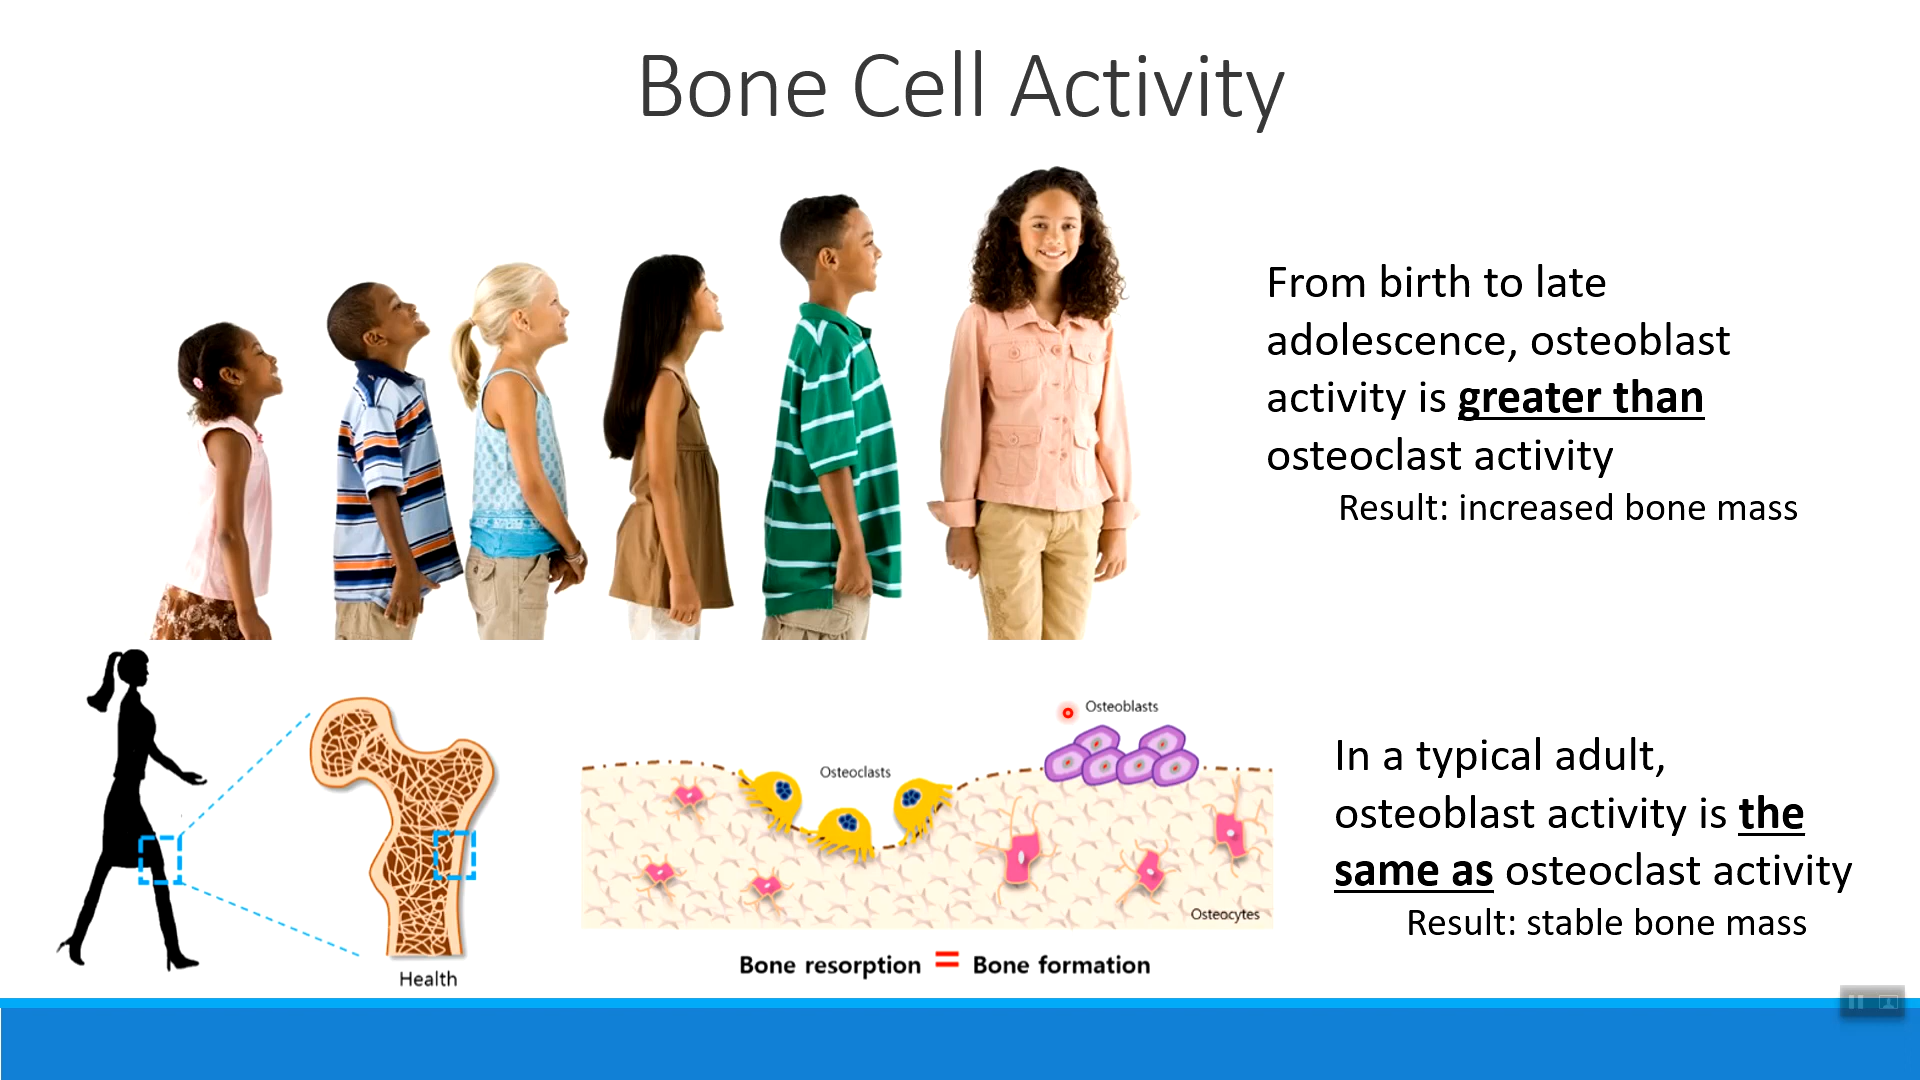 Bone Cell Activity
From birth to late
adolescence, osteoblast
activity is greater than
osteoclast activity
Result: increased bone mass
Osteoblasts
Osteoclasts
Osteocytes
Health
Bone resorption = Bone formation
In a typical adult,
osteoblast activity is the
same as osteoclast activity
Result: stable bone mass